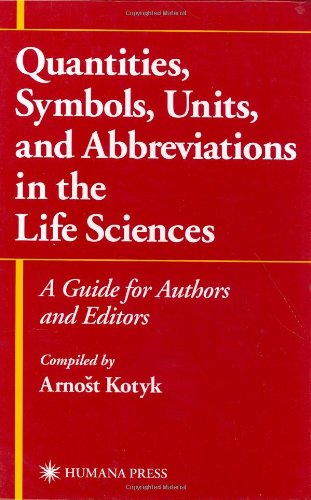 Quantities,
Symbols, Units,
and Abbreviations
in the
Life Sciences
A Guide for Authors
and Editors
Compiled by
Arnošt Kotyk
HUMANA PRESS